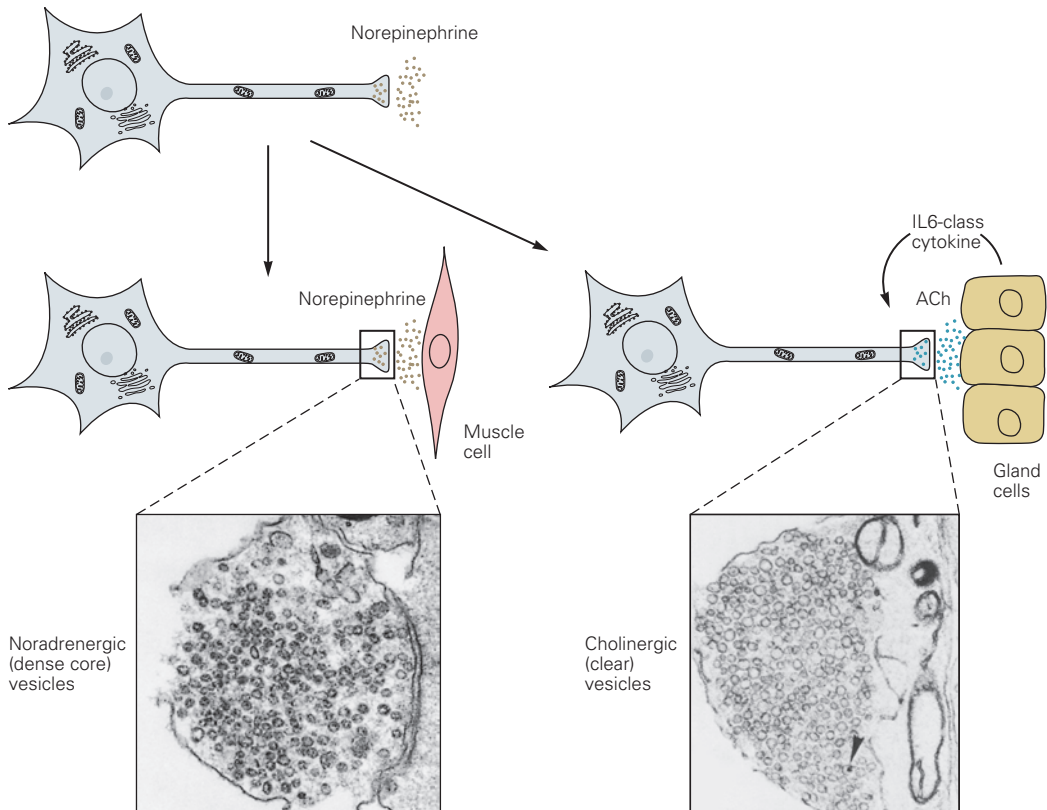 Norepinephrine
IL6-class
cytokine
Norepinephrine
ACh
Muscle
cell
Gland
cells
Noradrenergic
(dense core)
vesicles
Cholinergic
(clear)
vesicles